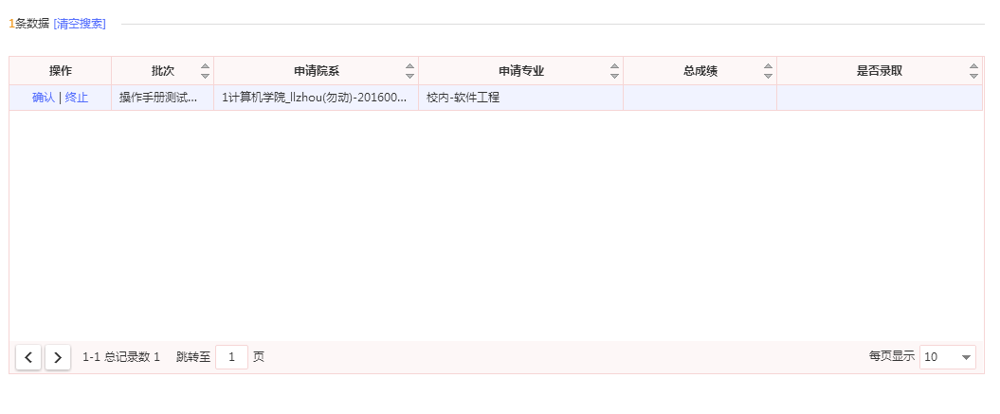 1条数据 [清空搜索]
操作 批次 申请院系 申请专业 总成绩 是否录取
确认 | 终止 操作手册测试... 1计算机学院_llzhou(勿动)-201600... 校内-软件工程
1-1 总记录数 1 跳转至 1 页 每页显示 10